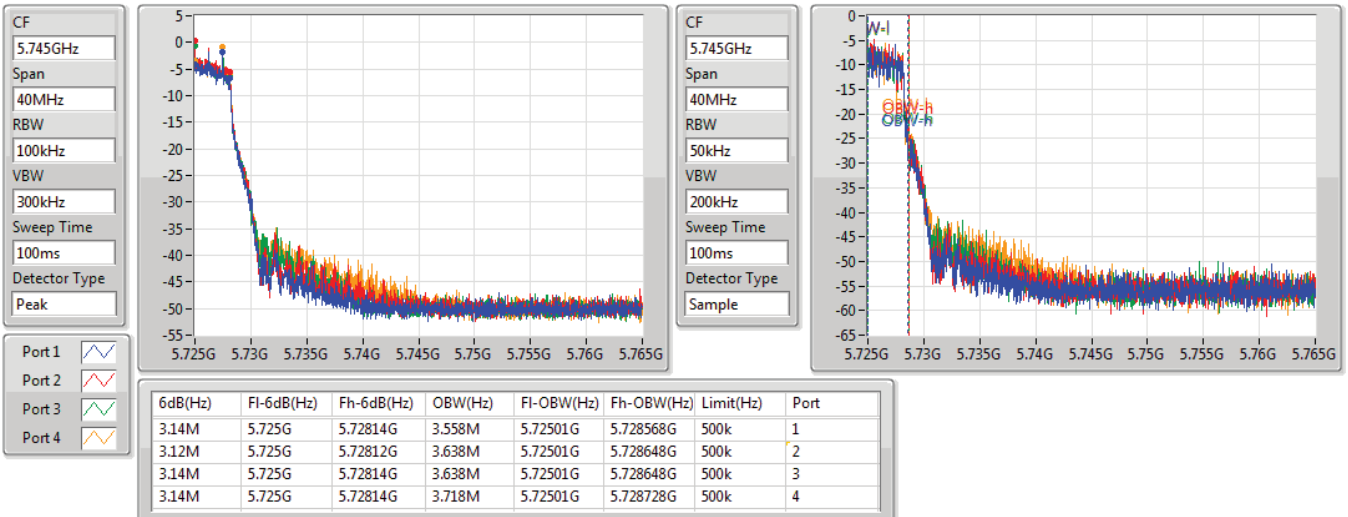 CF
5.745GHz
Span
40MHz
RBW
100kHz
VBW
300kHz
Sweep Time
100ms
Detector Type
Peak
Port 1
Port 2
Port 3
Port 4
5
0
-5
-10
-15
-20
-25
-30
-35
-40
-45
-50
-55
5.725G 5.73G 5.735G 5.74G 5.745G 5.75G 5.755G 5.76G 5.765G
CF
5.745GHz
Span
40MHz
RBW
50kHz
VBW
200kHz
Sweep Time
100ms
Detector Type
Sample
0
-5
-10
-15
-20
-25
-30
-35
-40
-45
-50
-55
-60
-65
W-l
OBW-h
OBW-h
5.725G 5.73G 5.735G 5.74G 5.745G 5.75G 5.755G 5.76G 5.765G
6dB(Hz) Fl-6dB(Hz) Fh-6dB(Hz) OBW(Hz) Fl-OBW(Hz) Fh-OBW(Hz) Limit(Hz) Port
3.14M 5.725G 5.72814G 3.558M 5.72501G 5.728568G 500k 1
3.12M 5.725G 5.72812G 3.638M 5.72501G 5.728648G 500k 2
3.14M 5.725G 5.72814G 3.638M 5.72501G 5.728648G 500k 3
3.14M 5.725G 5.72814G 3.718M 5.72501G 5.728728G 500k 4